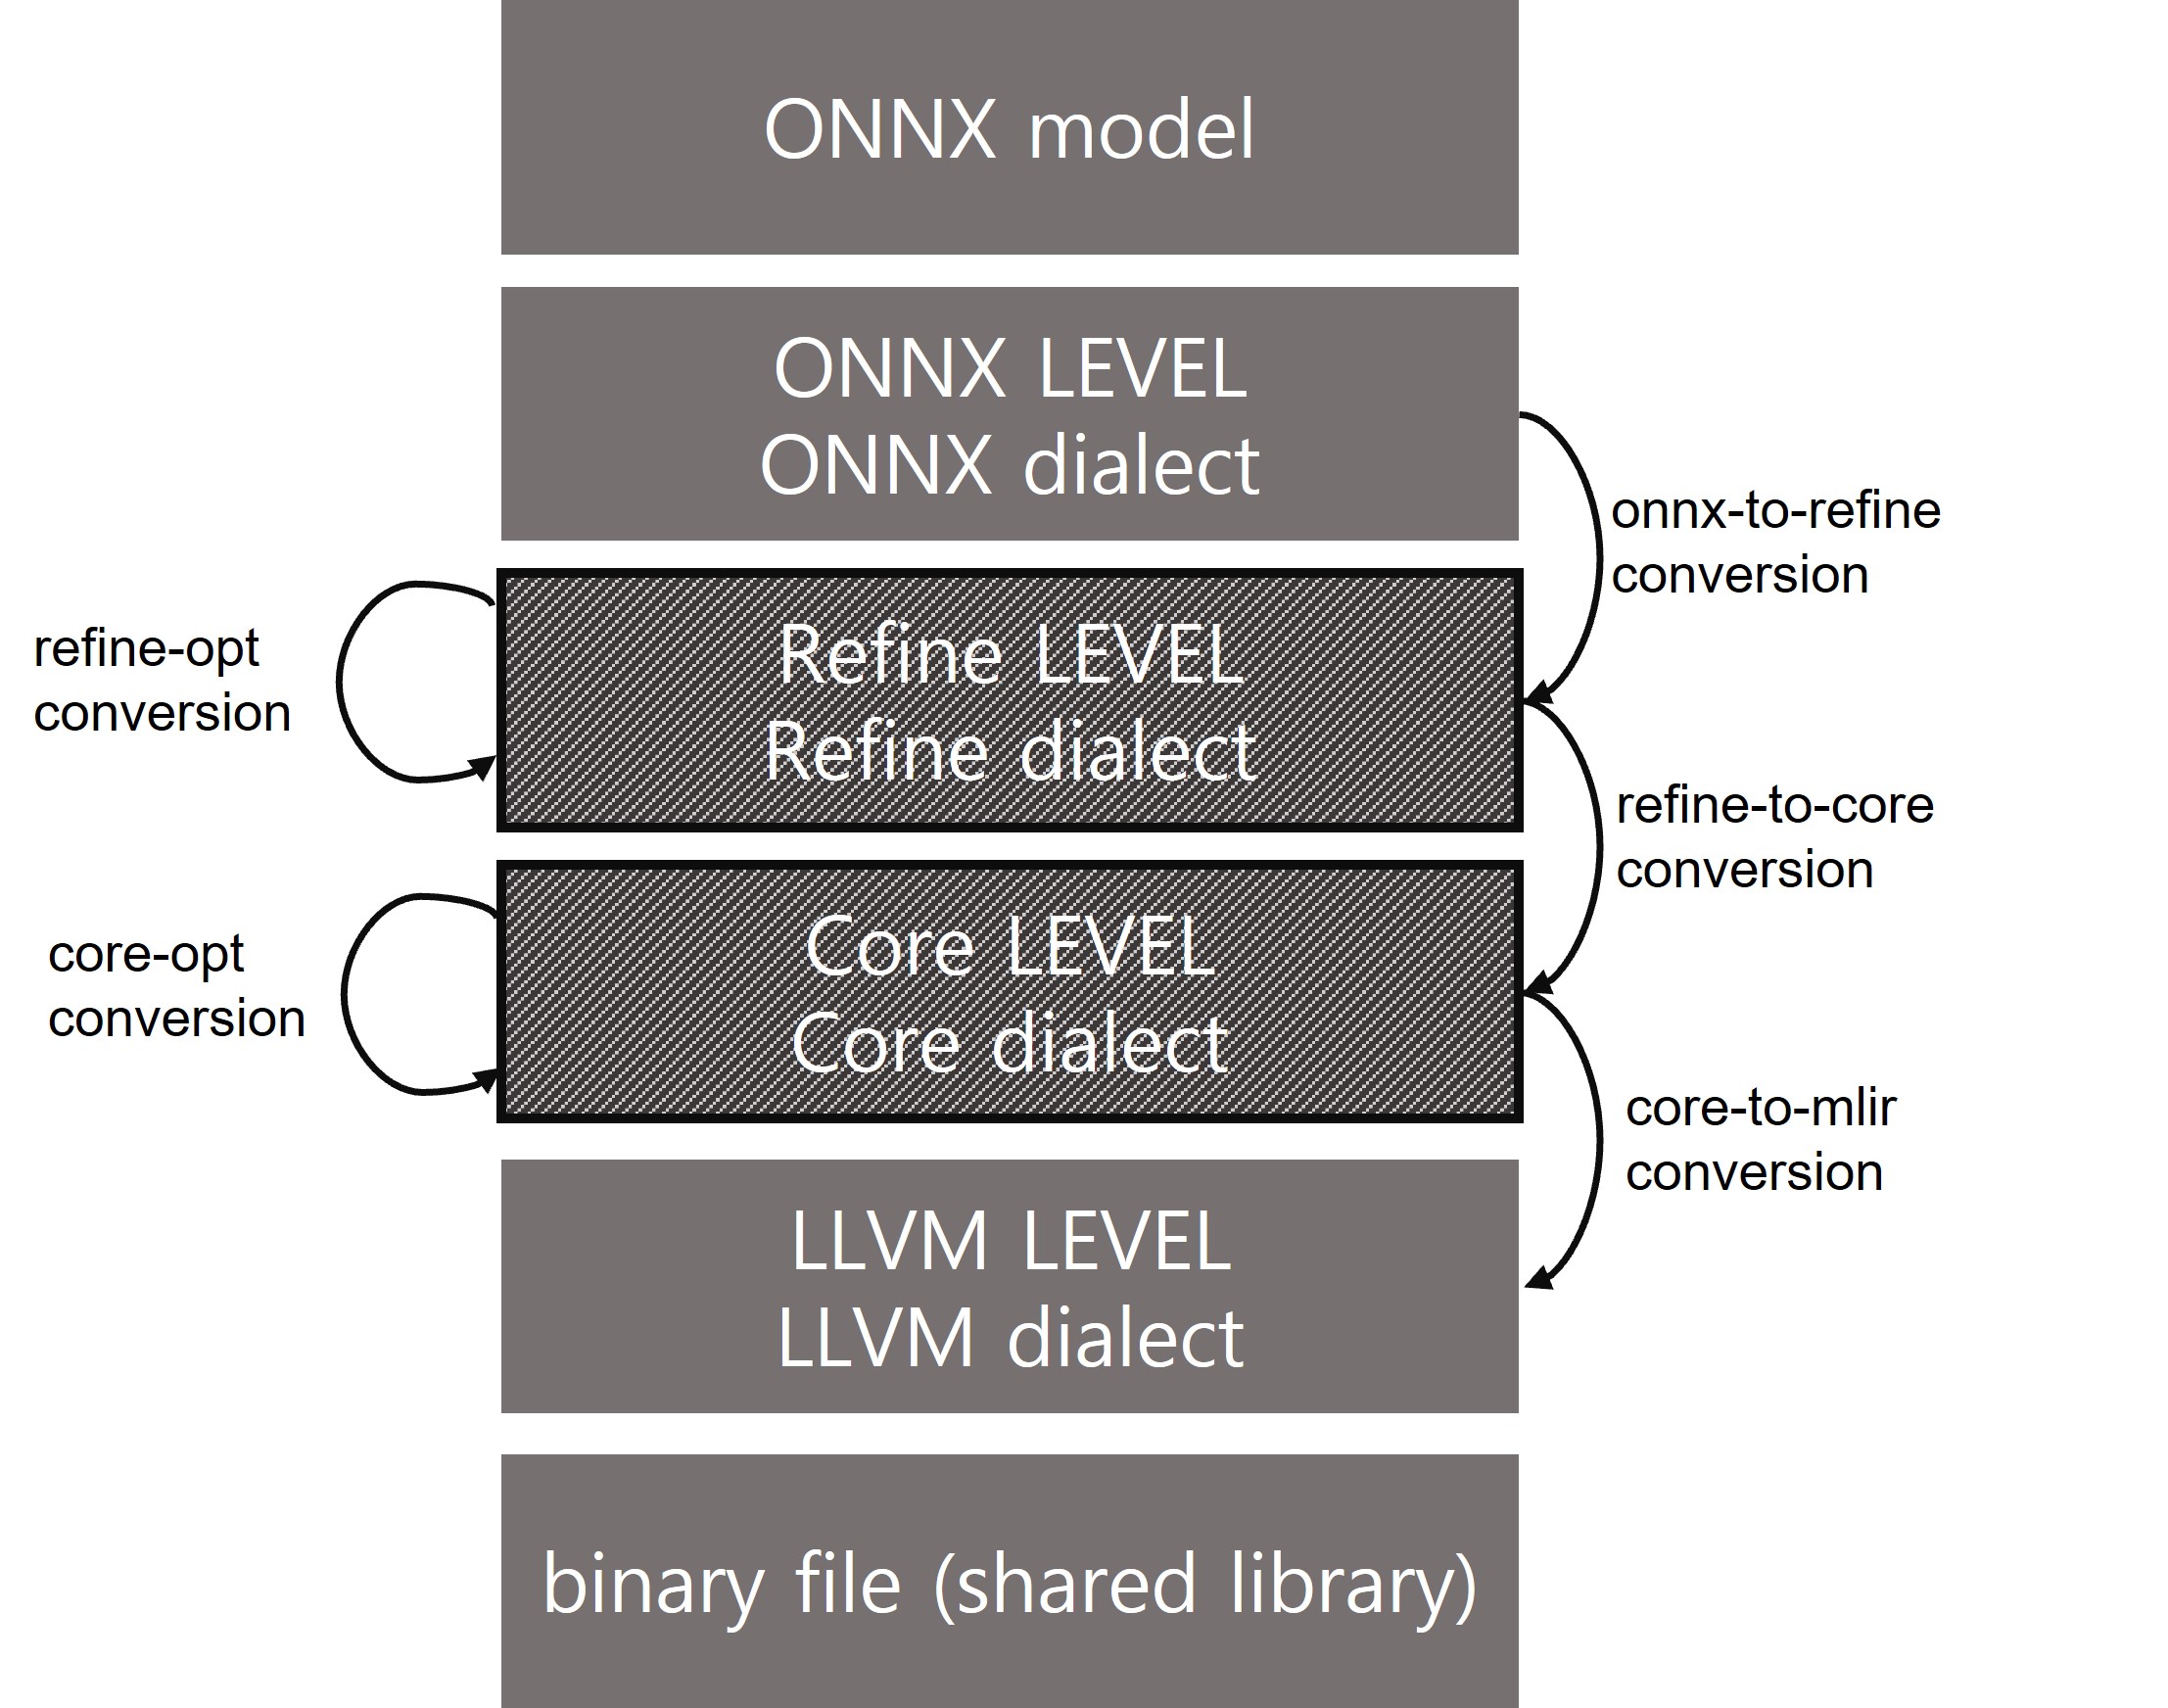 ONNX model
ONNX LEVEL
ONNX dialect
onnx-to-refine
conversion
refine-opt
conversion
Refine LEVEL
Refine dialect
refine-to-core
conversion
core-opt
conversion
Core LEVEL
Core dialect
core-to-mlir
conversion
LLVM LEVEL
LLVM dialect
binary file (shared library)